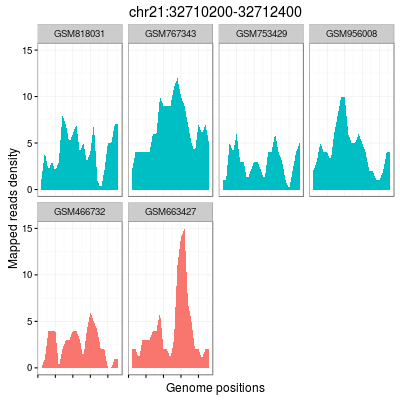 chr21:32710200-32712400
GSM818031 GSM767343 GSM753429 GSM956008
15
10
5
0
GSM466732 GSM663427
15
10
5
0
Mapped reads density
Genome positions